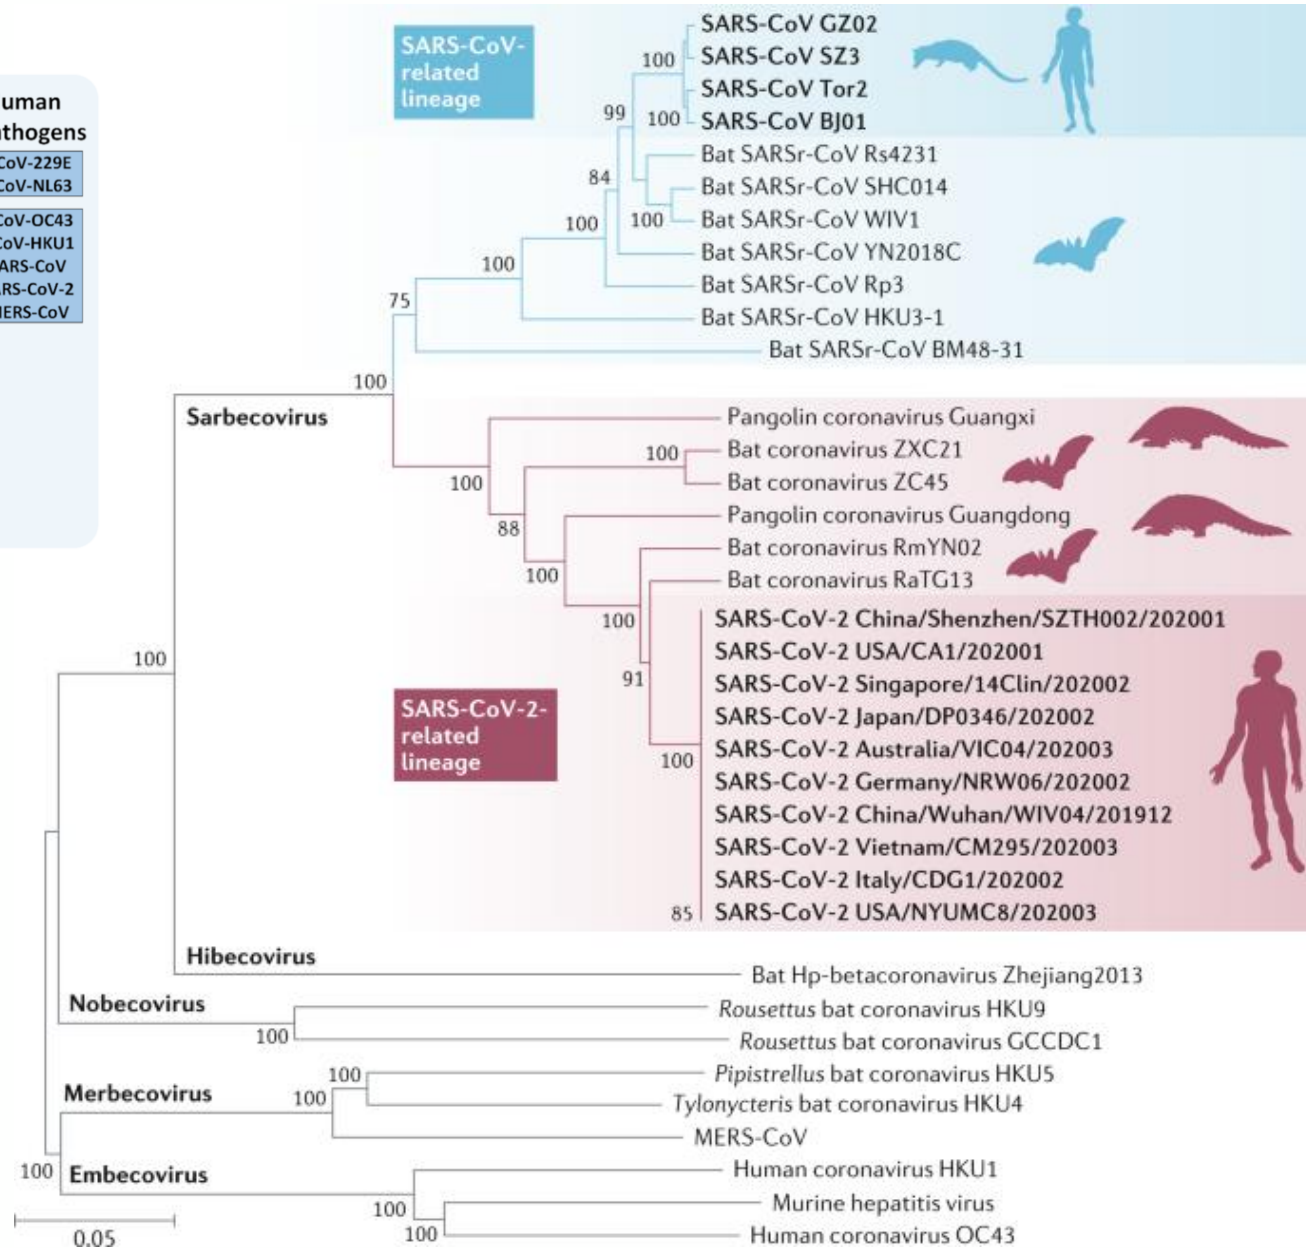 SARS-CoV-
related
lineage
SARS-CoV GZ02
SARS-CoV SZ3
SARS-CoV Tor2
SARS-CoV BJ01
Bat SARSr-CoV Rs4231
Bat SARSr-CoV SHC014
Bat SARSr-CoV WIV1
Bat SARSr-CoV YN2018C
Bat SARSr-CoV Rp3
Bat SARSr-CoV HKU3-1
Bat SARSr-CoV BM48-31
100
100
99
84
100
100
100
75
100
uman
thogens
CoV-229E
CoV-NL63
CoV-OC43
CoV-HKU1
ARS-CoV
RS-CoV-2
MERS-CoV
Sarbecovirus
Pangolin coronavirus Guangxi
Bat coronavirus ZXC21
Bat coronavirus ZC45
Pangolin coronavirus Guangdong
Bat coronavirus RmYN02
Bat coronavirus RaTG13
100
100
88
100
100
91
100
85
SARS-CoV-2-
related
lineage
SARS-CoV-2 China/Shenzhen/SZTH002/202001
SARS-CoV-2 USA/CA1/202001
SARS-CoV-2 Singapore/14Clin/202002
SARS-CoV-2 Japan/DP0346/202002
SARS-CoV-2 Australia/VIC04/202003
SARS-CoV-2 Germany/NRW06/202002
SARS-CoV-2 China/Wuhan/WIV04/201912
SARS-CoV-2 Vietnam/CM295/202003
SARS-CoV-2 Italy/CDG1/202002
SARS-CoV-2 USA/NYUMC8/202003
100
Hibecovirus
Bat Hp-betacoronavirus Zhejiang2013
Nobecovirus
Rousettus bat coronavirus HKU9
100
Rousettus bat coronavirus GCCDC1
Merbecovirus
100
100
Pipistrellus bat coronavirus HKU5
Tylonycteris bat coronavirus HKU4
MERS-CoV
100
Embecovirus
Human coronavirus HKU1
100
Murine hepatitis virus
100
Human coronavirus OC43
0.05